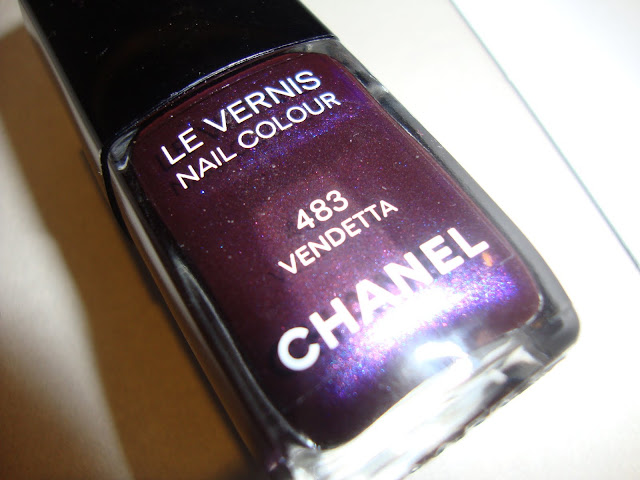 LE VERNIS
NAIL COLOUR
483
VENDETTA
CHANEL